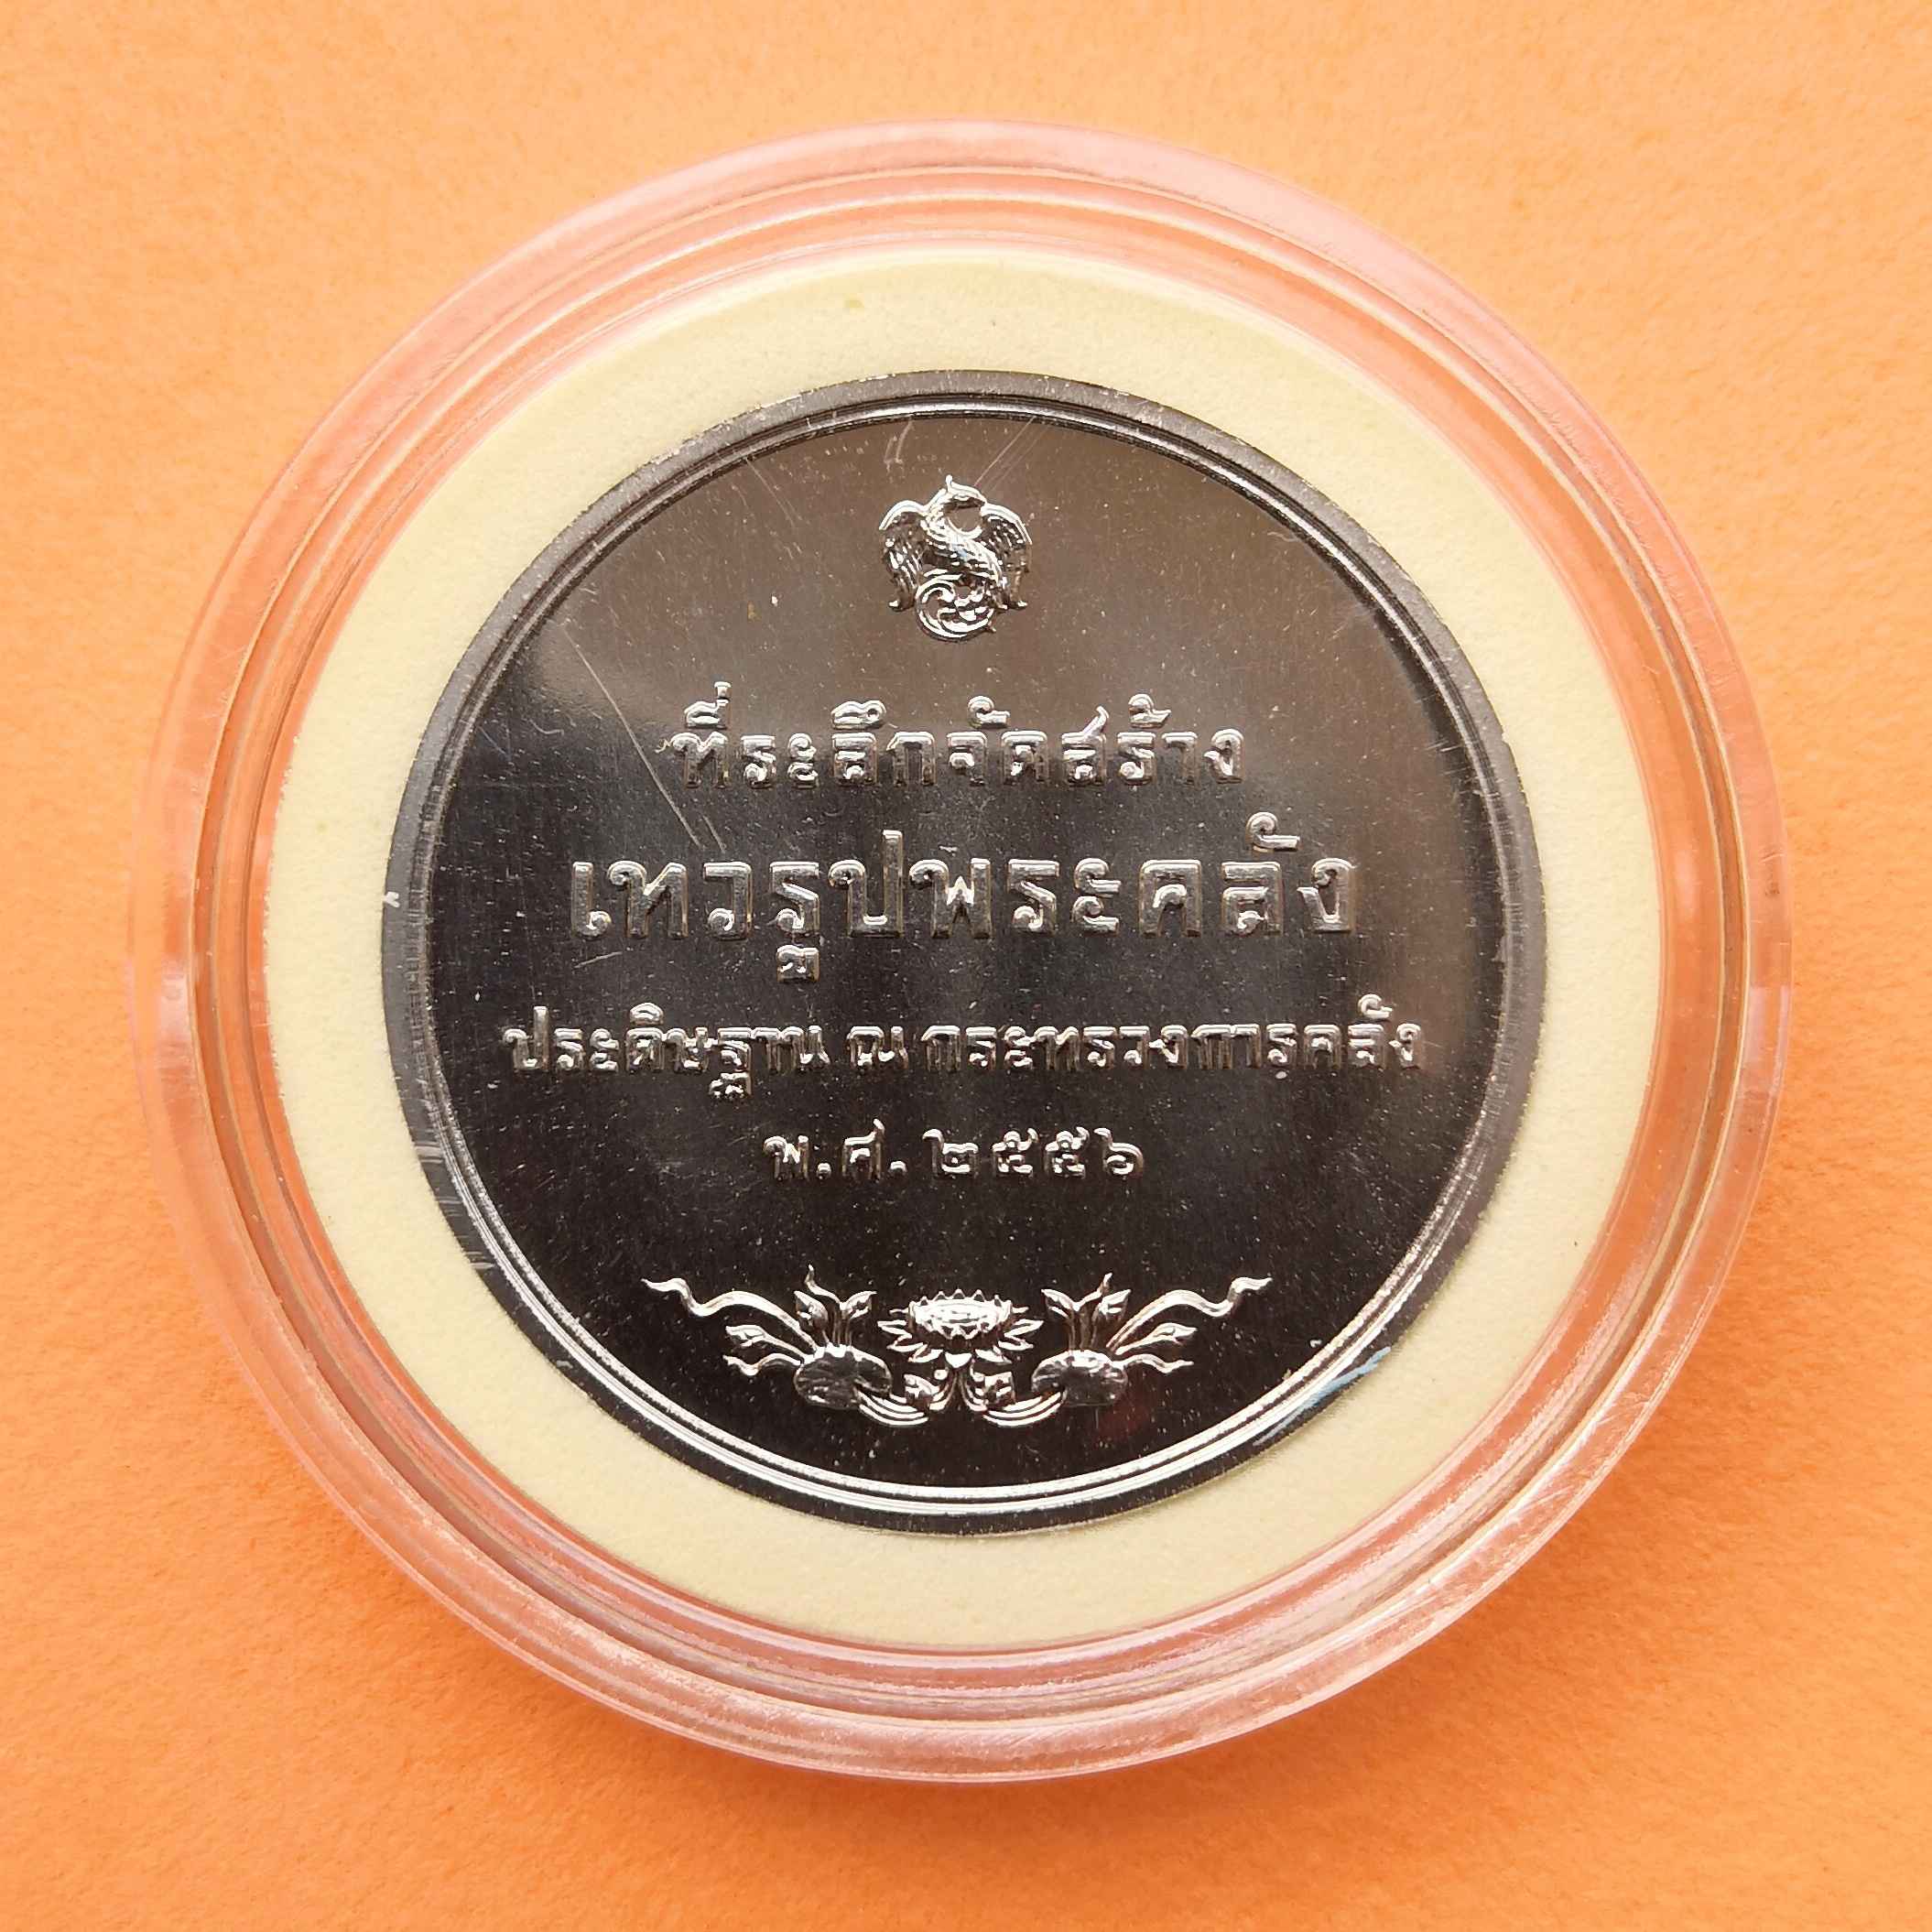 ที่ระลึกจัดสร้าง
เทวรูปพระคลัง
ประดิษฐาน ณ กระทรวงการคลัง
พ.ศ. ๒๕๕๖